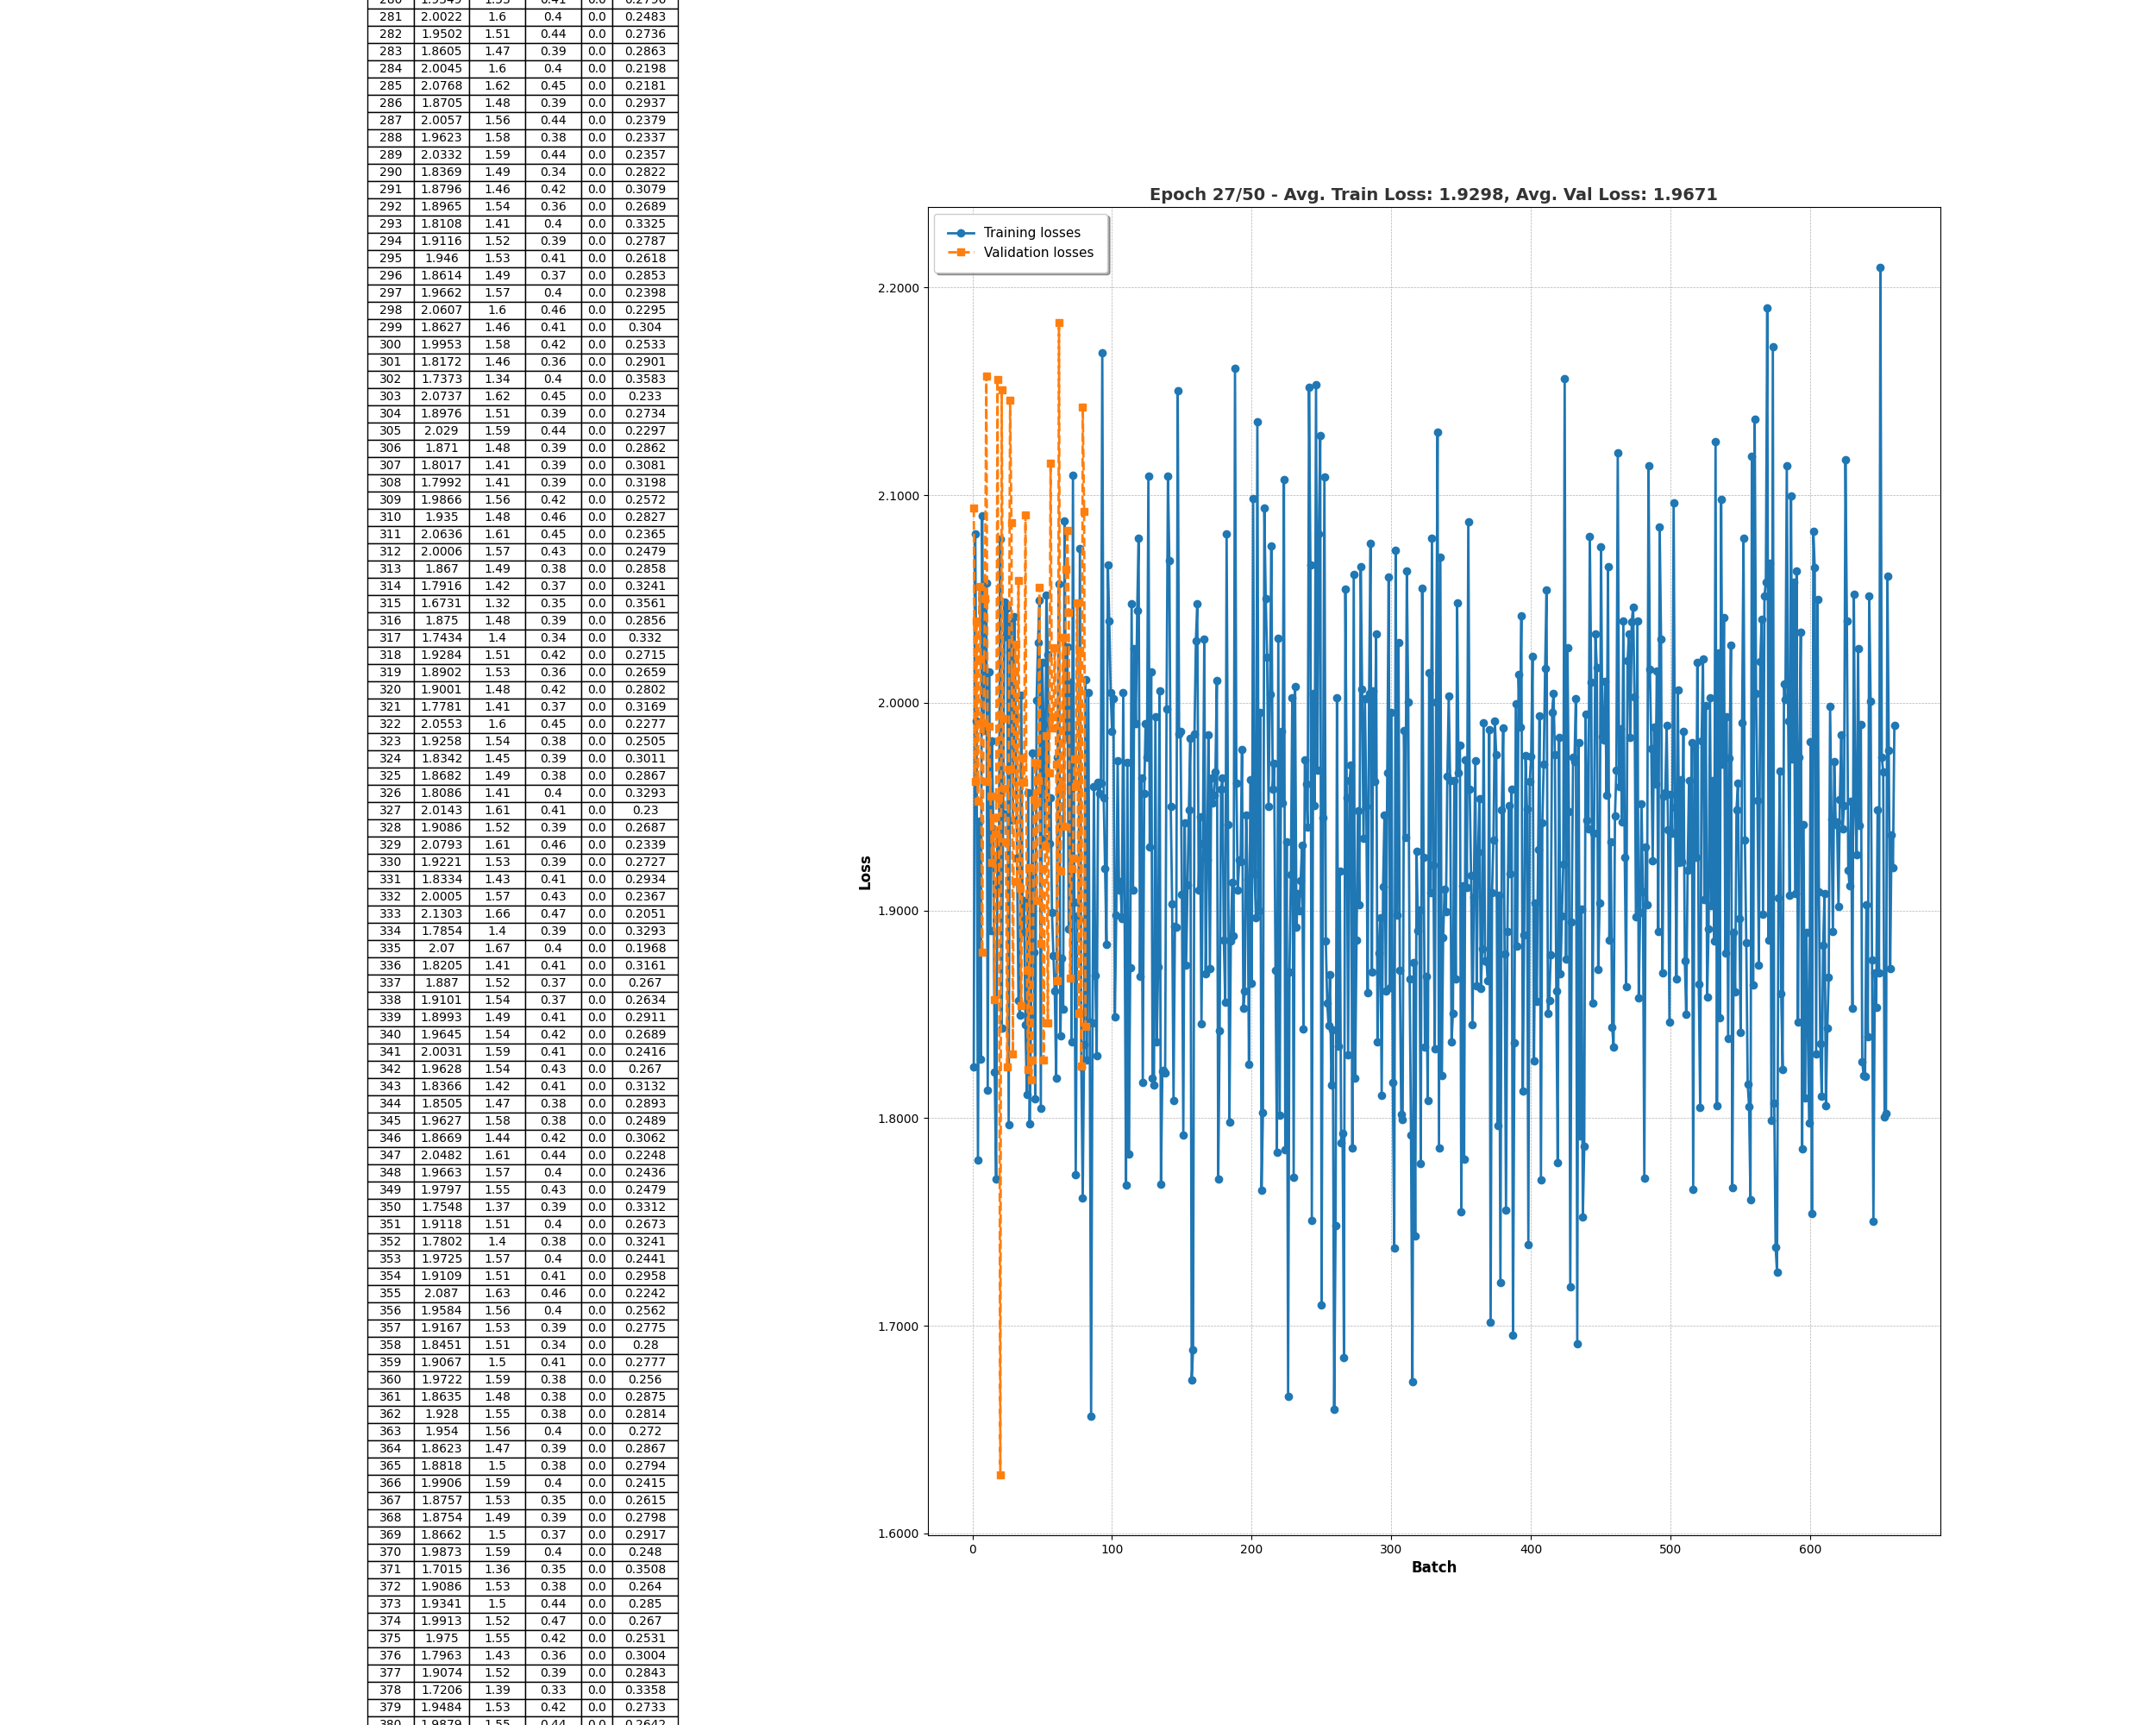 280 1.9349 1.53 0.41 0.0 0.2796
281 2.0022 1.6 0.4 0.0 0.2483
282 1.9502 1.51 0.44 0.0 0.2736
283 1.8605 1.47 0.39 0.0 0.2863
284 2.0045 1.6 0.4 0.0 0.2198
285 2.0768 1.62 0.45 0.0 0.2181
286 1.8705 1.48 0.39 0.0 0.2937
287 2.0057 1.56 0.44 0.0 0.2379
288 1.9623 1.58 0.38 0.0 0.2337
289 2.0332 1.59 0.44 0.0 0.2357
290 1.8369 1.49 0.34 0.0 0.2822
291 1.8796 1.46 0.42 0.0 0.3079
292 1.8965 1.54 0.36 0.0 0.2689
293 1.8108 1.41 0.4 0.0 0.3325
294 1.9116 1.52 0.39 0.0 0.2787
295 1.946 1.53 0.41 0.0 0.2618
296 1.8614 1.49 0.37 0.0 0.2853
297 1.9662 1.57 0.4 0.0 0.2398
298 2.0607 1.6 0.46 0.0 0.2295
299 1.8627 1.46 0.41 0.0 0.304
300 1.9953 1.58 0.42 0.0 0.2533
301 1.8172 1.46 0.36 0.0 0.2901
302 1.7373 1.34 0.4 0.0 0.3583
303 2.0737 1.62 0.45 0.0 0.233
304 1.8976 1.51 0.39 0.0 0.2734
305 2.029 1.59 0.44 0.0 0.2297
306 1.871 1.48 0.39 0.0 0.2862
307 1.8017 1.41 0.39 0.0 0.3081
308 1.7992 1.41 0.39 0.0 0.3198
309 1.9866 1.56 0.42 0.0 0.2572
310 1.935 1.48 0.46 0.0 0.2827
311 2.0636 1.61 0.45 0.0 0.2365
312 2.0006 1.57 0.43 0.0 0.2479
313 1.867 1.49 0.38 0.0 0.2858
314 1.7916 1.42 0.37 0.0 0.3241
315 1.6731 1.32 0.35 0.0 0.3561
316 1.875 1.48 0.39 0.0 0.2856
317 1.7434 1.4 0.34 0.0 0.332
318 1.9284 1.51 0.42 0.0 0.2715
319 1.8902 1.53 0.36 0.0 0.2659
320 1.9001 1.48 0.42 0.0 0.2802
321 1.7781 1.41 0.37 0.0 0.3169
322 2.0553 1.6 0.45 0.0 0.2277
323 1.9258 1.54 0.38 0.0 0.2505
324 1.8342 1.45 0.39 0.0 0.3011
325 1.8682 1.49 0.38 0.0 0.2867
326 1.8086 1.41 0.4 0.0 0.3293
327 2.0143 1.61 0.41 0.0 0.23
328 1.9086 1.52 0.39 0.0 0.2687
329 2.0793 1.61 0.46 0.0 0.2339
330 1.9221 1.53 0.39 0.0 0.2727
331 1.8334 1.43 0.41 0.0 0.2934
332 2.0005 1.57 0.43 0.0 0.2367
333 2.1303 1.66 0.47 0.0 0.2051
334 1.7854 1.4 0.39 0.0 0.3293
335 2.07 1.67 0.4 0.0 0.1968
336 1.8205 1.41 0.41 0.0 0.3161
337 1.887 1.52 0.37 0.0 0.267
338 1.9101 1.54 0.37 0.0 0.2634
339 1.8993 1.49 0.41 0.0 0.2911
340 1.9645 1.54 0.42 0.0 0.2689
341 2.0031 1.59 0.41 0.0 0.2416
342 1.9628 1.54 0.43 0.0 0.267
343 1.8366 1.42 0.41 0.0 0.3132
344 1.8505 1.47 0.38 0.0 0.2893
345 1.9627 1.58 0.38 0.0 0.2489
346 1.8669 1.44 0.42 0.0 0.3062
347 2.0482 1.61 0.44 0.0 0.2248
348 1.9663 1.57 0.4 0.0 0.2436
349 1.9797 1.55 0.43 0.0 0.2479
350 1.7548 1.37 0.39 0.0 0.3312
351 1.9118 1.51 0.4 0.0 0.2673
352 1.7802 1.4 0.38 0.0 0.3241
353 1.9725 1.57 0.4 0.0 0.2441
354 1.9109 1.51 0.41 0.0 0.2958
355 2.087 1.63 0.46 0.0 0.2242
356 1.9584 1.56 0.4 0.0 0.2562
357 1.9167 1.53 0.39 0.0 0.2775
358 1.8451 1.51 0.34 0.0 0.28
359 1.9067 1.5 0.41 0.0 0.2777
360 1.9722 1.59 0.38 0.0 0.256
361 1.8635 1.48 0.38 0.0 0.2875
362 1.928 1.55 0.38 0.0 0.2814
363 1.954 1.56 0.4 0.0 0.272
364 1.8623 1.47 0.39 0.0 0.2867
365 1.8818 1.5 0.38 0.0 0.2794
366 1.9906 1.59 0.4 0.0 0.2415
367 1.8757 1.53 0.35 0.0 0.2615
368 1.8754 1.49 0.39 0.0 0.2798
369 1.8662 1.5 0.37 0.0 0.2917
370 1.9873 1.59 0.4 0.0 0.248
371 1.7015 1.36 0.35 0.0 0.3508
372 1.9086 1.53 0.38 0.0 0.264
373 1.9341 1.5 0.44 0.0 0.285
374 1.9913 1.52 0.47 0.0 0.267
375 1.975 1.55 0.42 0.0 0.2531
376 1.7963 1.43 0.36 0.0 0.3004
377 1.9074 1.52 0.39 0.0 0.2843
378 1.7206 1.39 0.33 0.0 0.3358
379 1.9484 1.53 0.42 0.0 0.2733
380 1.9879 1.55 0.44 0.0 0.2642
Epoch 27/50 - Avg. Train Loss: 1.9298, Avg. Val Loss: 1.9671
Training losses
Validation losses
2.2000
2.1000
2.0000
1.9000
1.8000
1.7000
1.6000
Loss
0 100 200 300 400 500 600
Batch